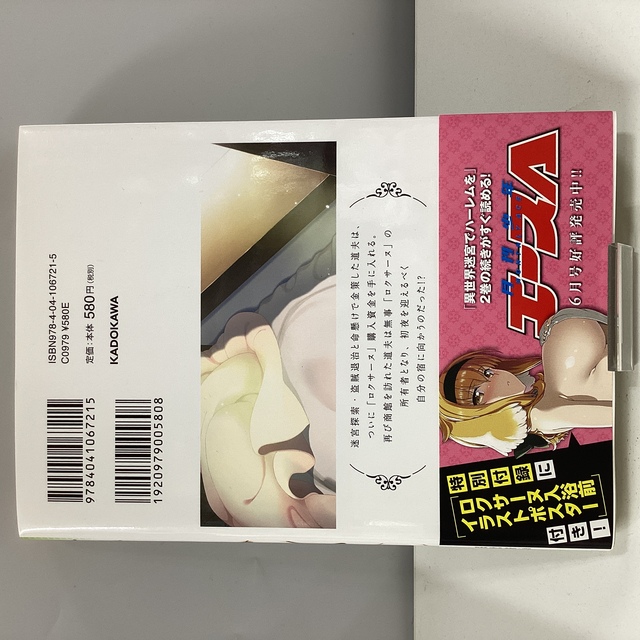 ISBN978-4-04-106721-5
C0979 ¥580E
定価:本体580円(税別)
KADOKAWA
9784041067215
1920979005808
迷宮探索・盗賊退治と命懸けで金策した道夫は、
ついに「ロクサーヌ」購入資金を手に入れる。
再び商館を訪れた道夫は無事「ロクサーヌ」の
所有者となり、初夜を迎えるべく
自分の宿に向かうのだった!?
「異世界迷宮でハーレムを」
2巻の続きがすぐ読める!
月刊少年
エースA
6月号好評発売中!!
特別付録に
「ロクサーヌ入浴前
イラストポスター」
付き!